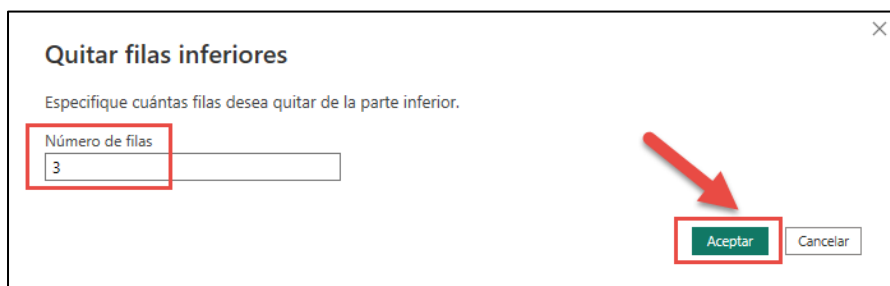 Quitar filas inferiores
Especifique cuántas filas desea quitar de la parte inferior.
Número de filas
3
Aceptar
Cancelar